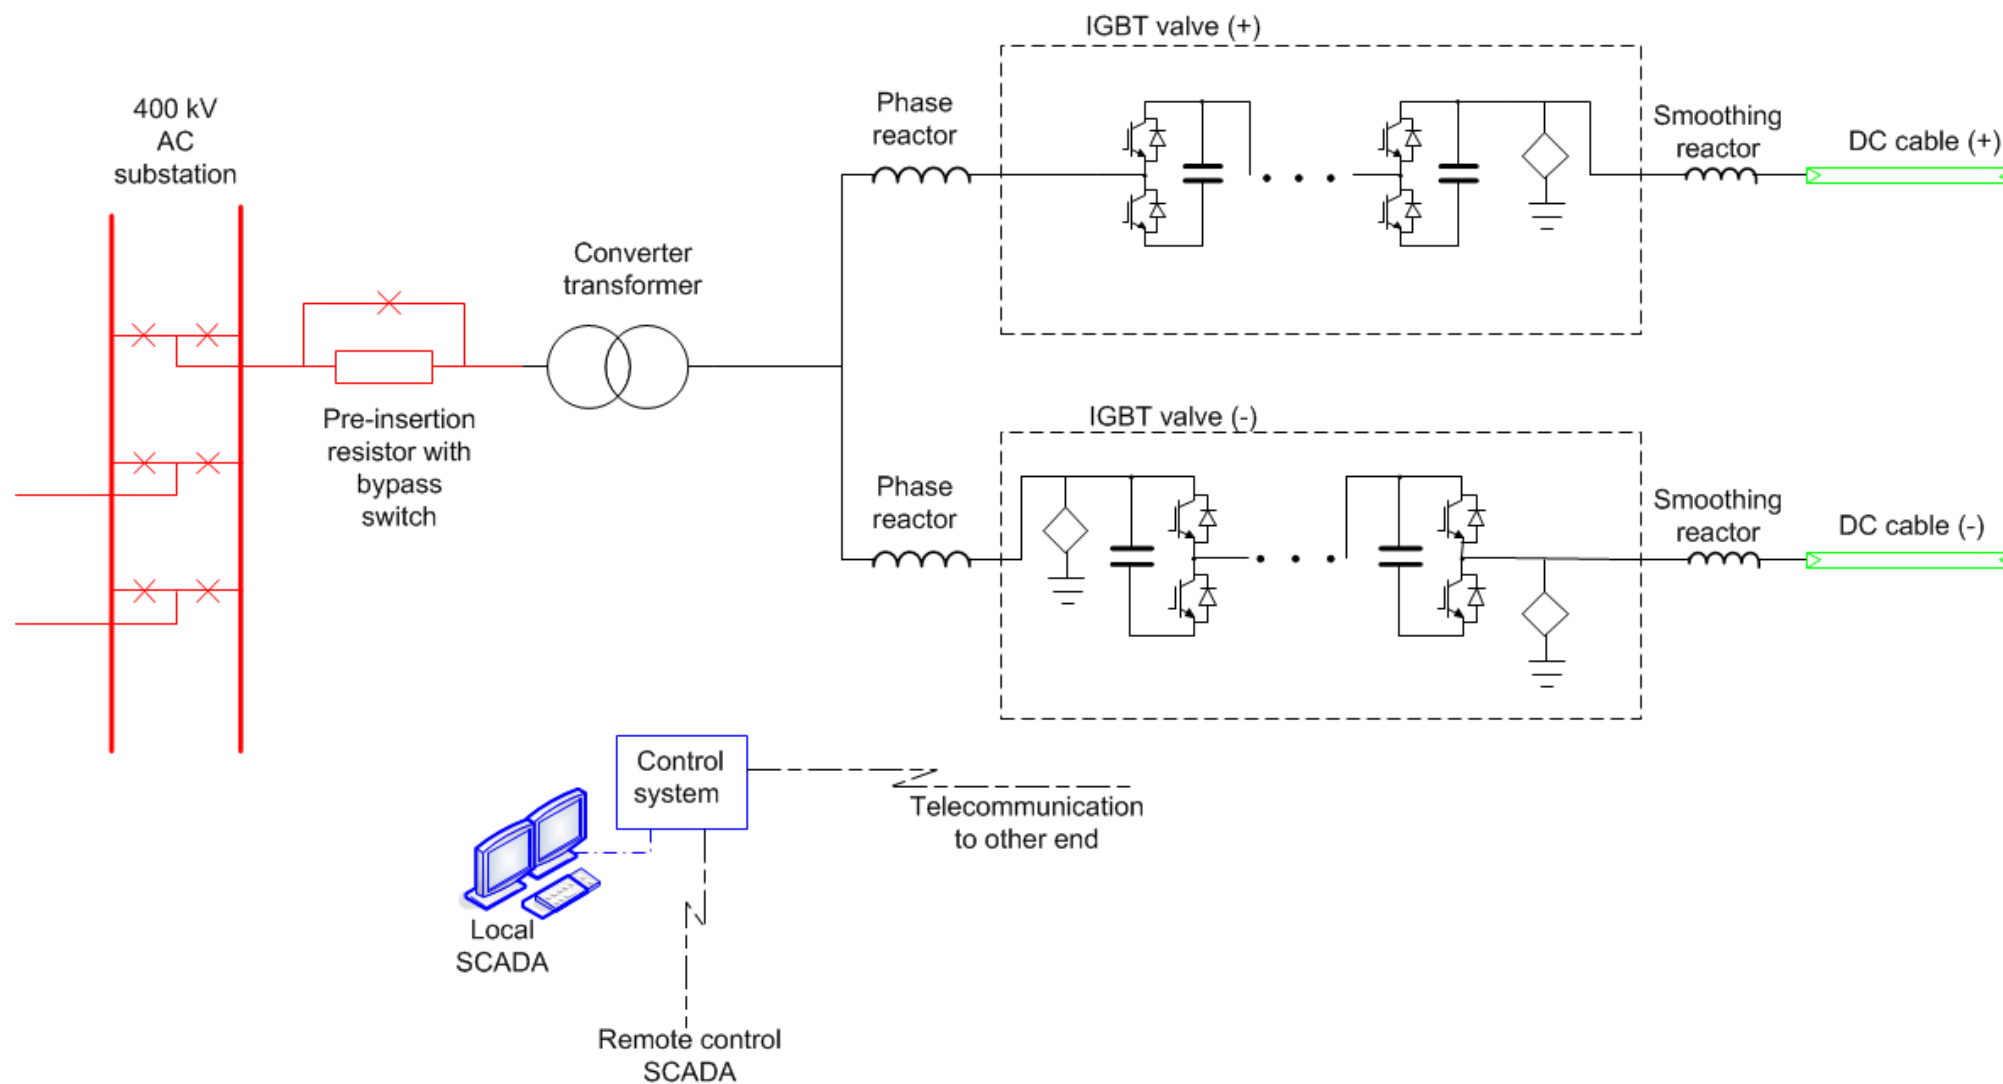 IGBT valve (+)
400 kV
AC
substation
Phase
reactor
Smoothing
reactor
DC cable (+)
Converter
transformer
Pre-insertion
resistor with
bypass
switch
IGBT valve (-)
Phase
reactor
Smoothing
reactor
DC cable (-)
Control
system
Telecommunication
to other end
Local
SCADA
Remote control
SCADA